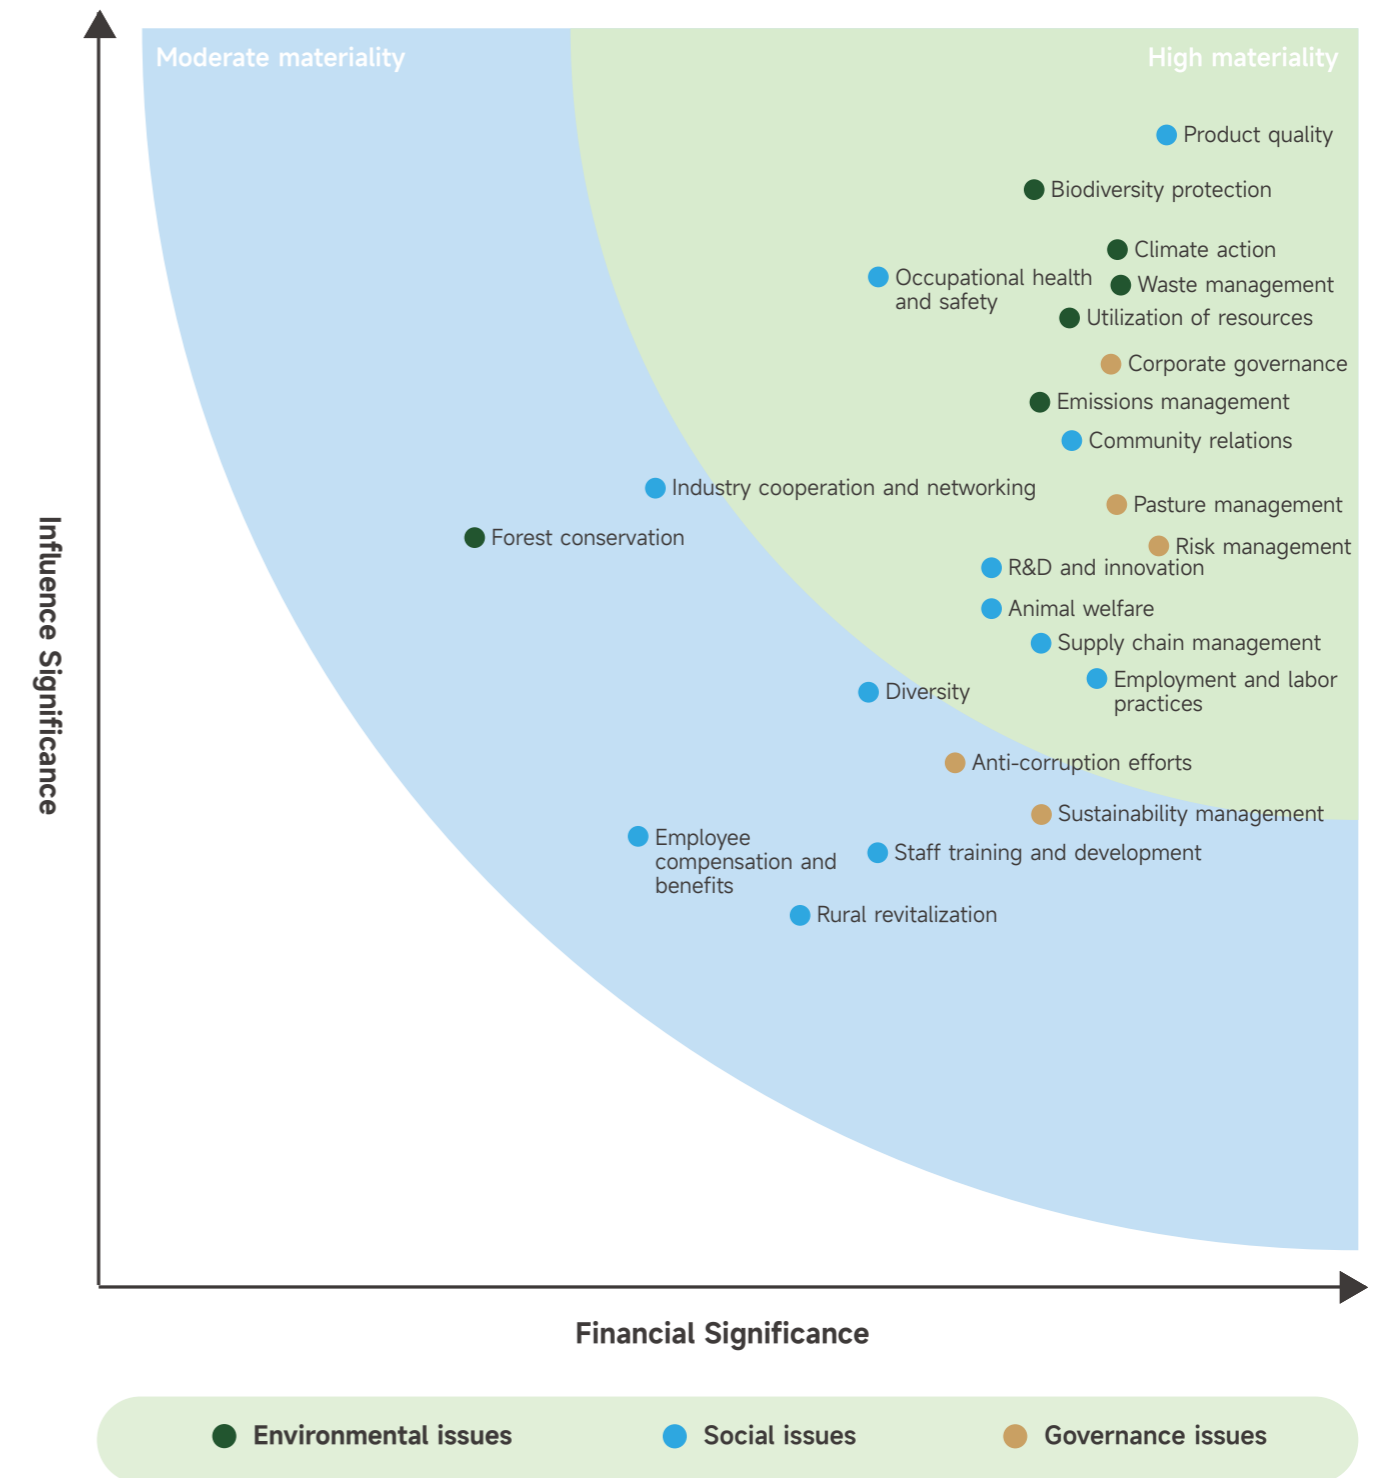 Moderate materiality
High materiality
Product quality
Biodiversity protection
Climate action
Occupational health
and safety
Waste management
Utilization of resources
Corporate governance
Emissions management
Community relations
Industry cooperation and networking
Pasture management
Forest conservation
Risk management
R&D and innovation
Animal welfare
Supply chain management
Employment and labor
practices
Diversity
Anti-corruption efforts
Sustainability management
Employee
compensation and
benefits
Staff training and development
Rural revitalization
Influence Significance
Financial Significance
Environmental issues
Social issues
Governance issues